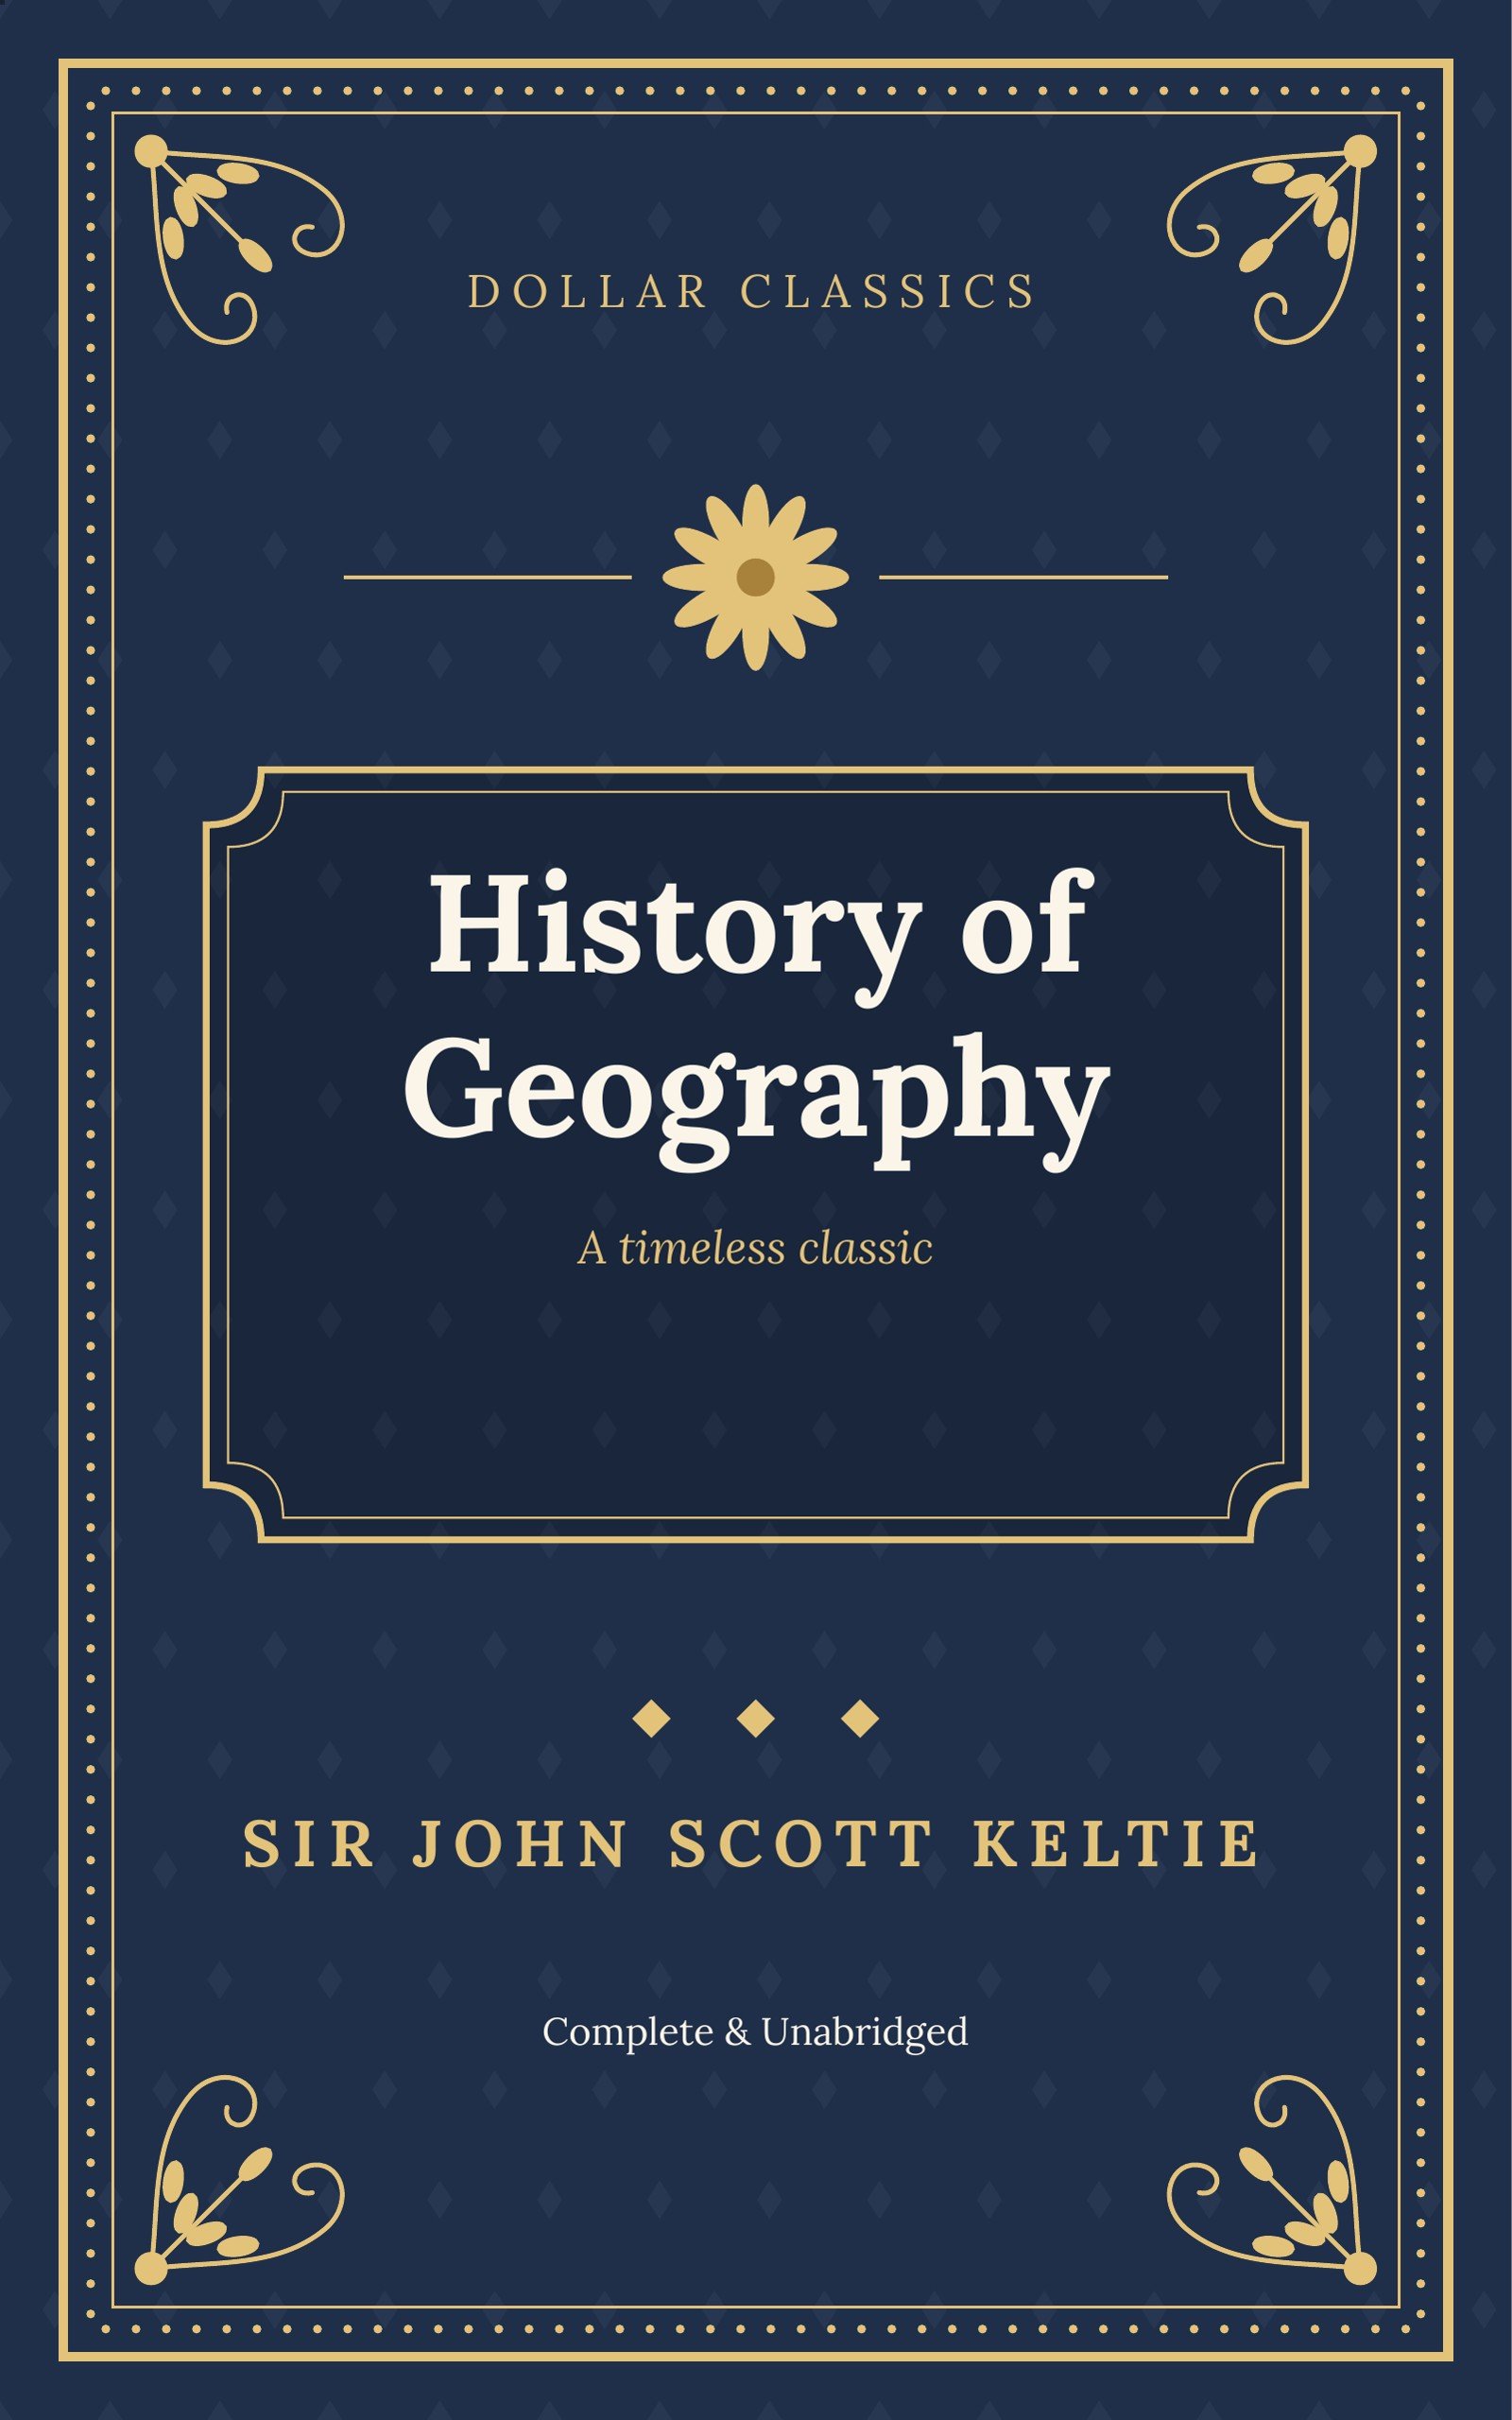 DOLLAR CLASSICS
History of
Geography
A timeless classic
SIR JOHN SCOTT KELTIE
Complete & Unabridged